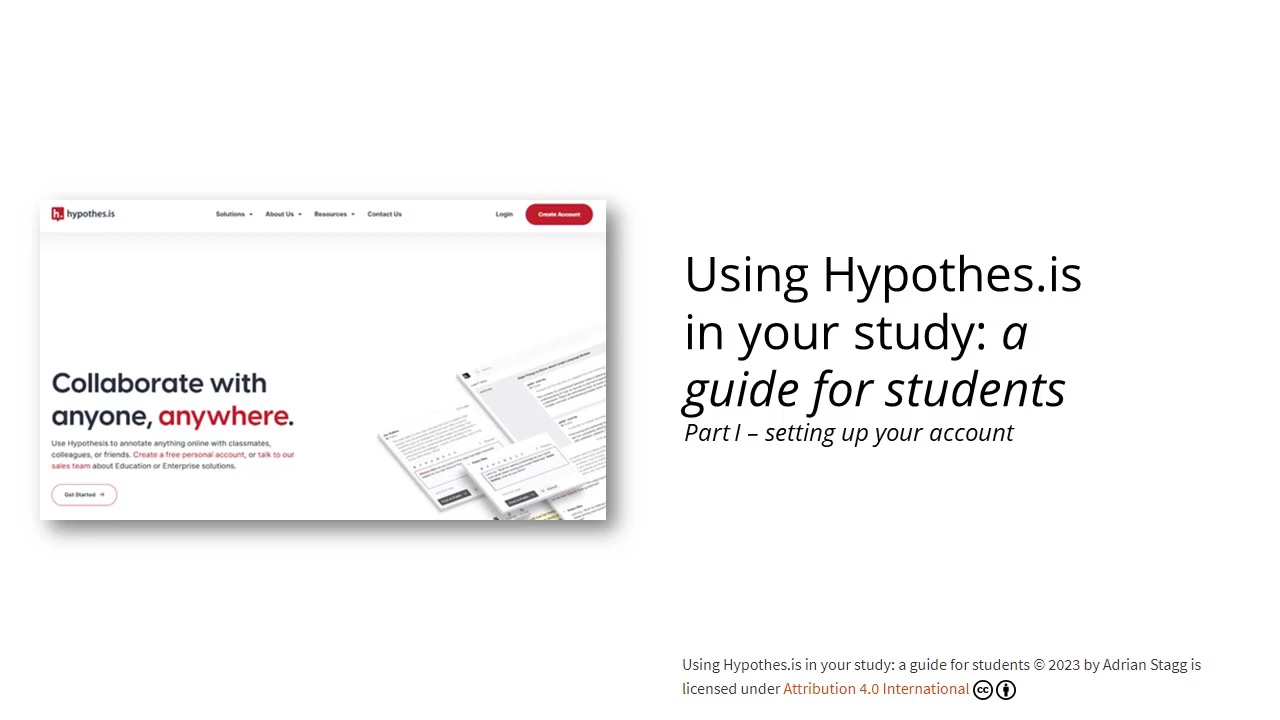 hypothes.is
Solutions About Us Resources Contact Us Login Create Account
Collaborate with
anyone, anywhere.
Use Hypothesis to annotate anything online with classmates,
colleagues, or friends. Create a free personal account, or talk to our
sales team about Education or Enterprise solutions.
Get Started →
Using Hypothes.is
in your study: a
guide for students
Part I – setting up your account
Using Hypothes.is in your study: a guide for students © 2023 by Adrian Stagg is
licensed under Attribution 4.0 International